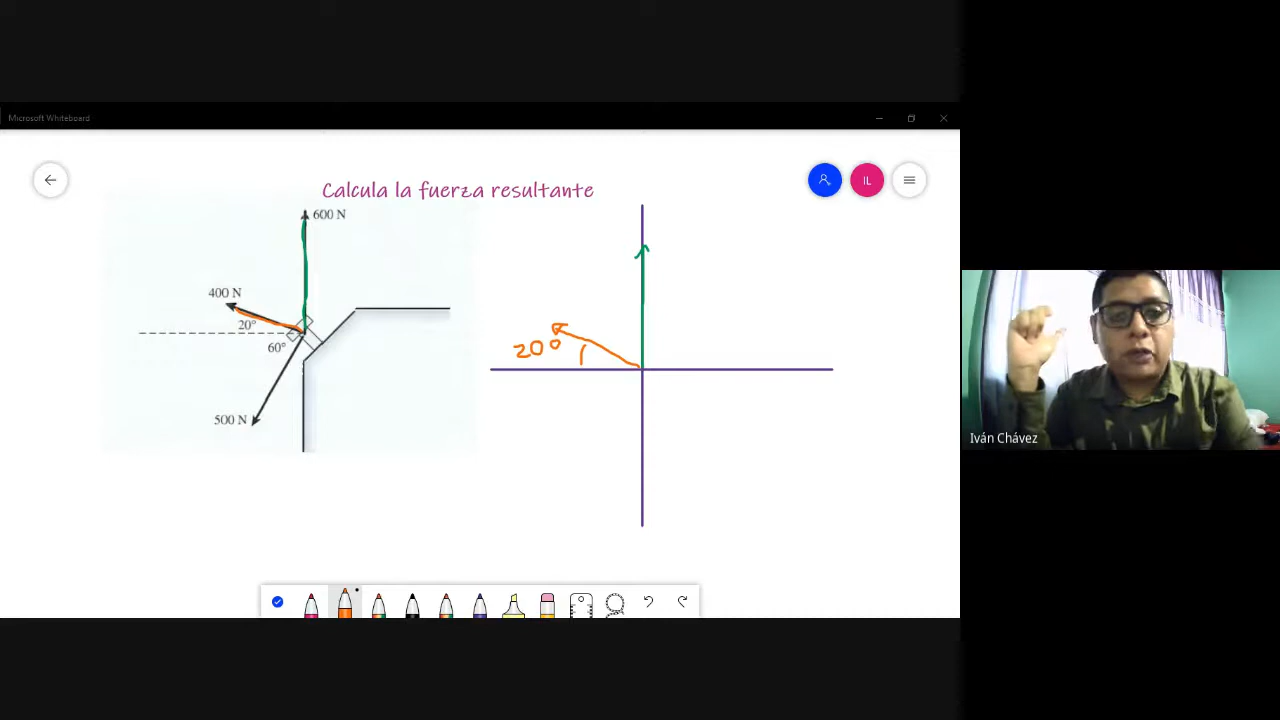 Microsoft Whiteboard
Calcula la fuerza resultante
IL
600 N
400 N
20°
60°
500 N
20°
Iván Chávez